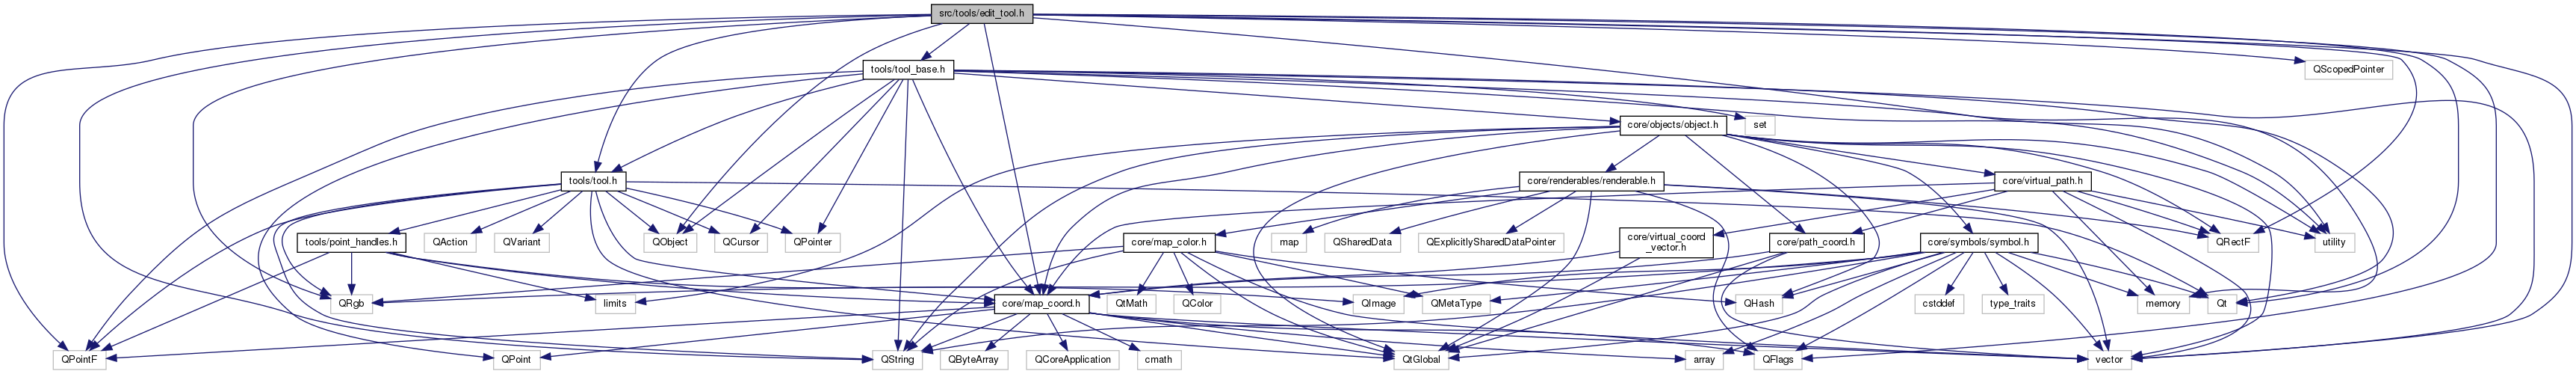 src/tools/edit_tool.h
tools/tool_base.h
QScopedPointer
core/objects/object.h
set
tools/tool.h
core/renderables/renderable.h
core/virtual_path.h
tools/point_handles.h
QAction
QVariant
QObject
QCursor
QPointer
core/map_color.h
map
QSharedData
QExplicitlySharedDataPointer
core/virtual_coord
_vector.h
core/path_coord.h
core/symbols/symbol.h
QRectF
utility
QRgb
limits
core/map_coord.h
QtMath
QColor
QImage
QMetaType
QHash
cstddef
type_traits
memory
Qt
QPointF
QPoint
QString
QByteArray
QCoreApplication
cmath
QtGlobal
array
QFlags
vector